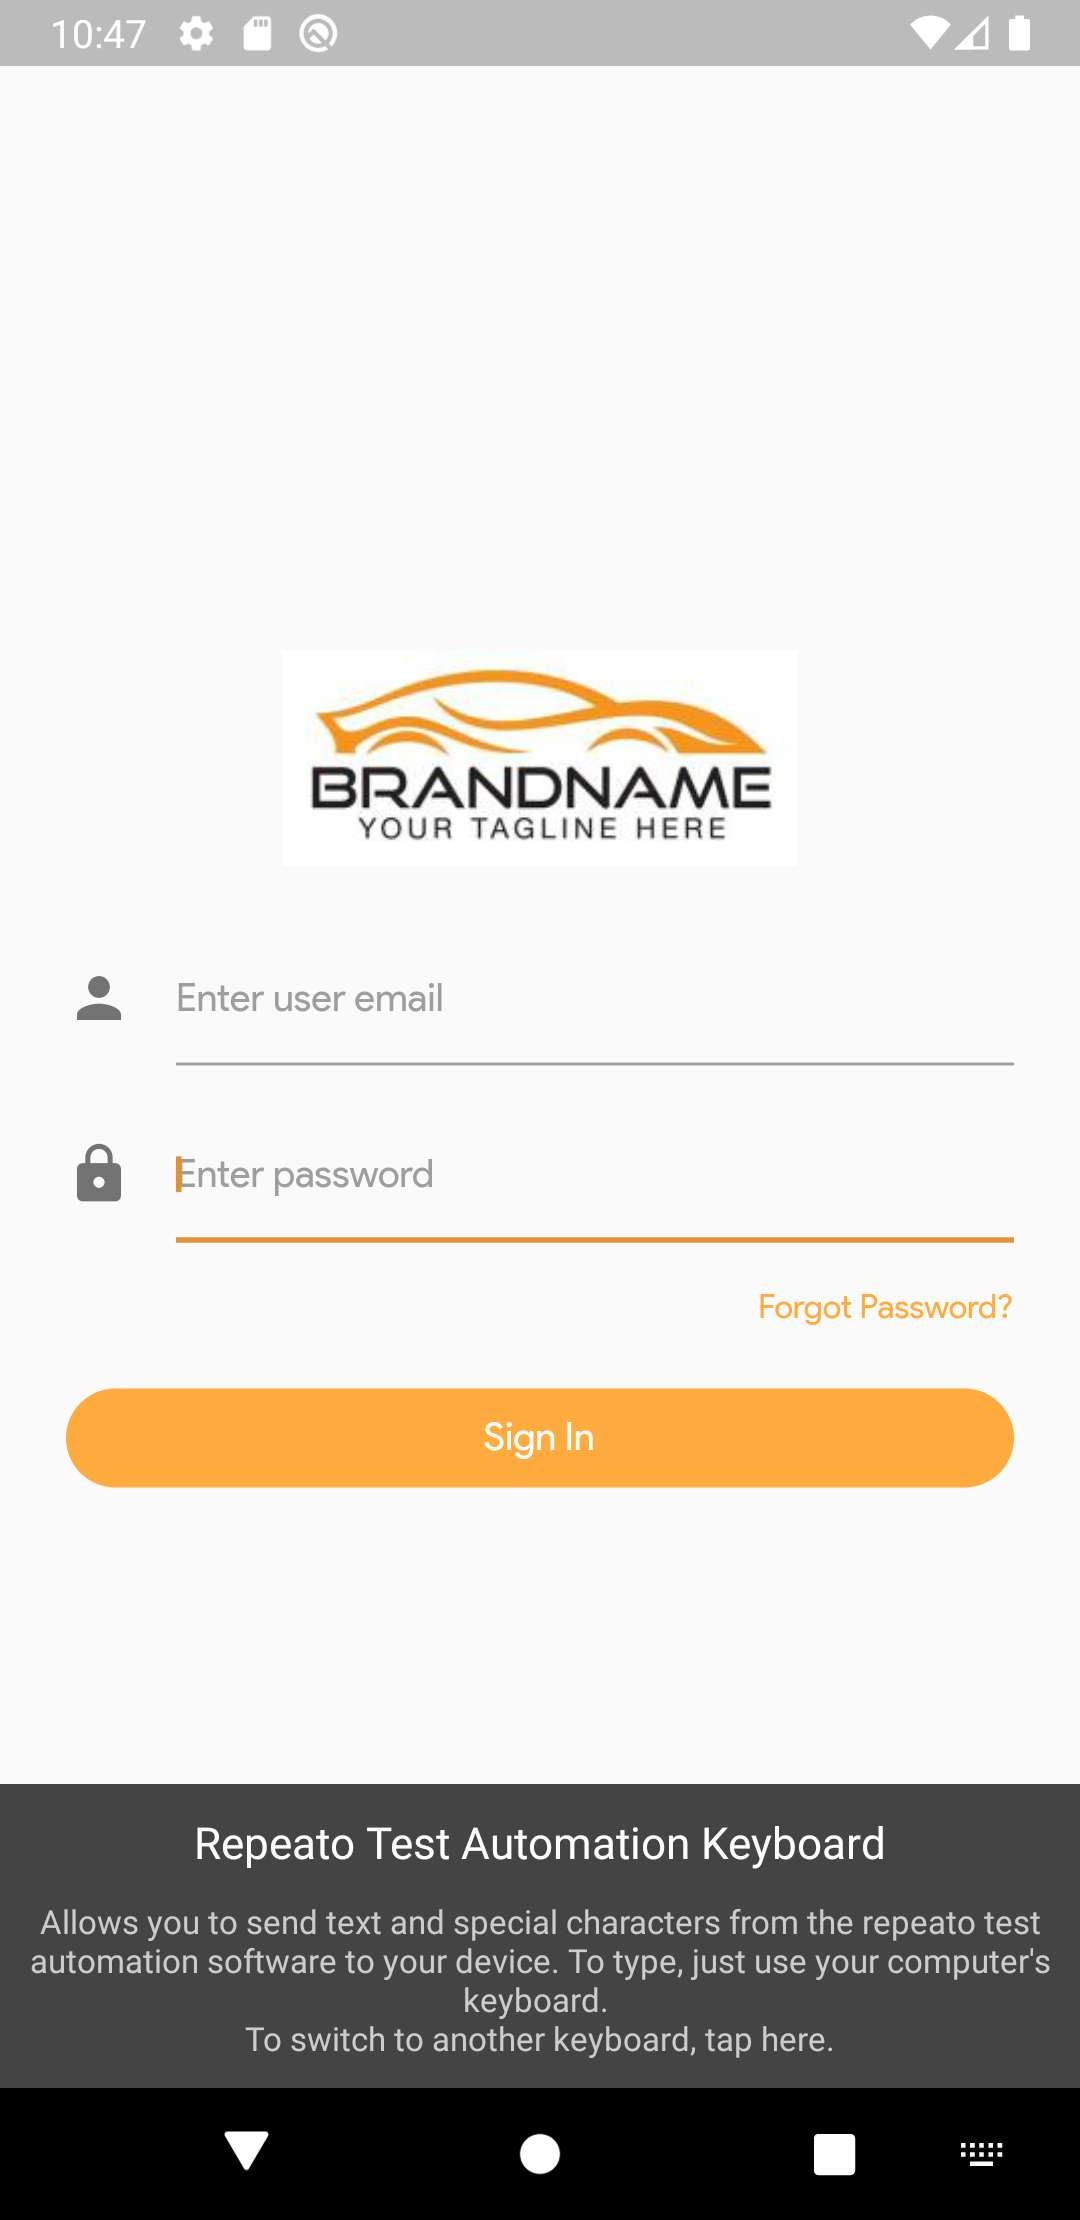 10:47
BRANDNAME
YOUR TAGLINE HERE
Enter user email
Enter password
Forgot Password?
Sign In
Repeato Test Automation Keyboard
Allows you to send text and special characters from the repeato test
automation software to your device. To type, just use your computer's
keyboard.
To switch to another keyboard, tap here.